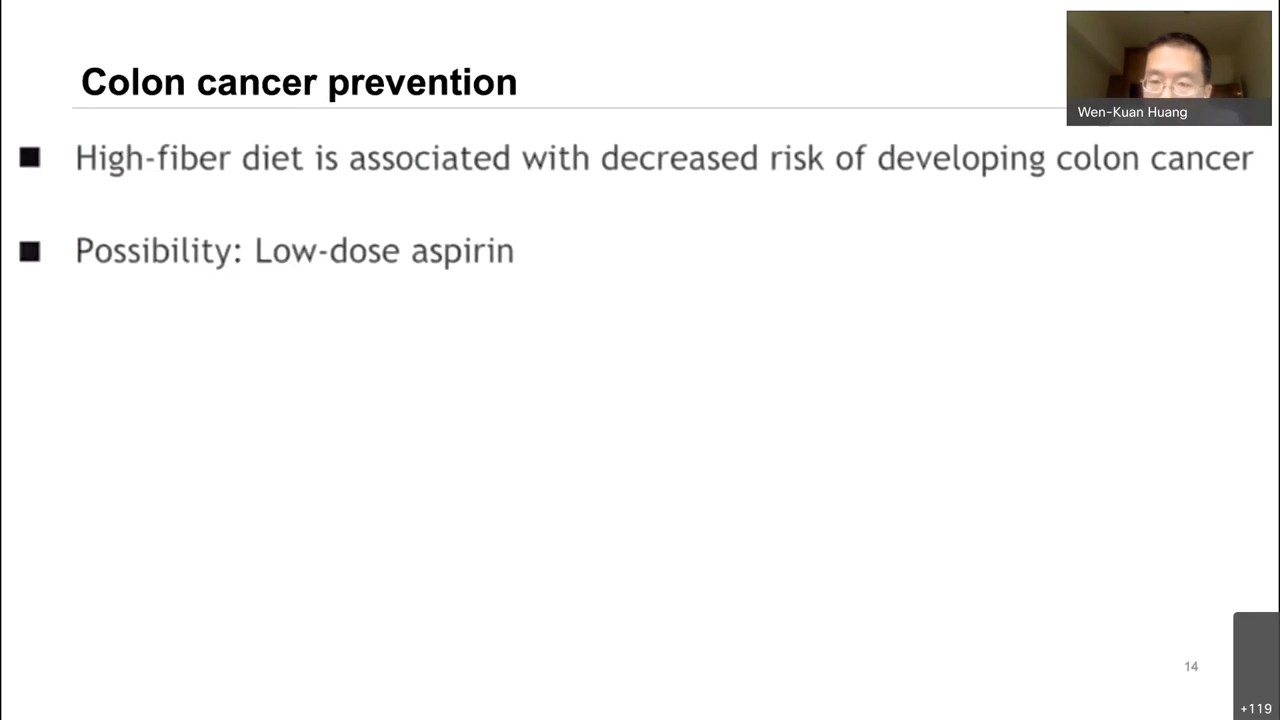 Colon cancer prevention
Wen-Kuan Huang
■ High-fiber diet is associated with decreased risk of developing colon cancer
■ Possibility: Low-dose aspirin
14
+119